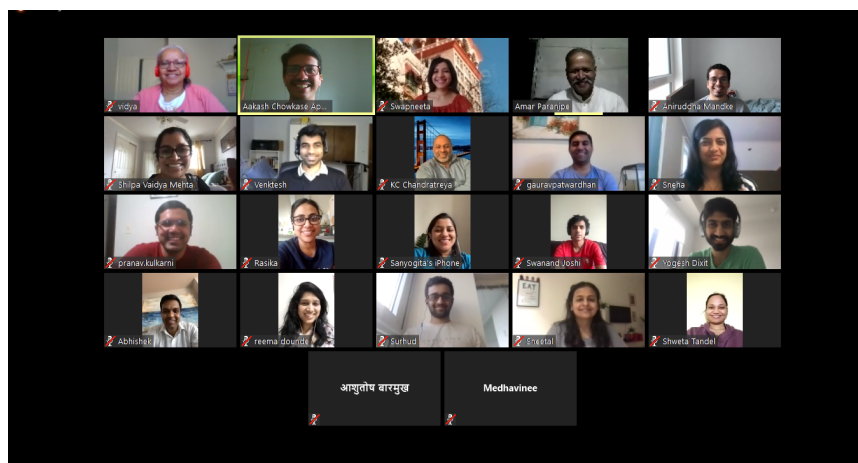 vidya
Aakash Chowkase Ap...
Swapneeta
Amar Paranjpe
Aniruddha Mandke
Shilpa Vaidya Mehta
Venktesh
KC Chandratreya
gauravpatwardhan
Sneha
pranav.kulkarni
Rasika
Sanyogita's iPhone
Swanand Joshi
Yogesh Dixit
Abhishek
reema dounde
Surhud
EAT
Sheetal
Shweta Tandel
आशुतोष बारमुख
Medhavinee